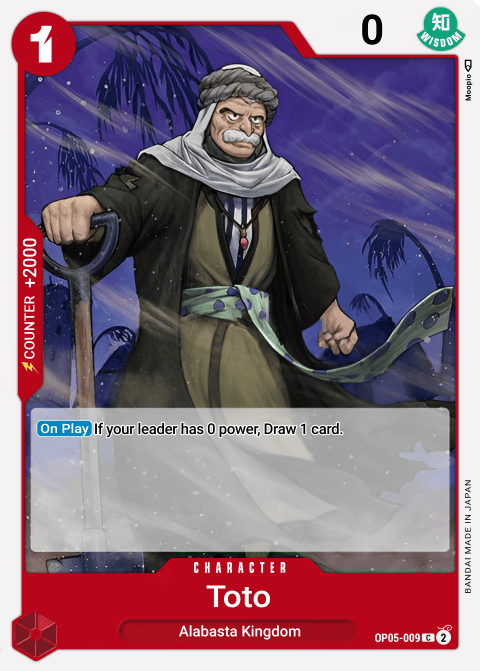 1
0
知
WISDOM
Moopic
COUNTER +2000
On Play If your leader has 0 power, Draw 1 card.
BANDAI MADE IN JAPAN
CHARACTER
Toto
Alabasta Kingdom
OP05-009 C 2